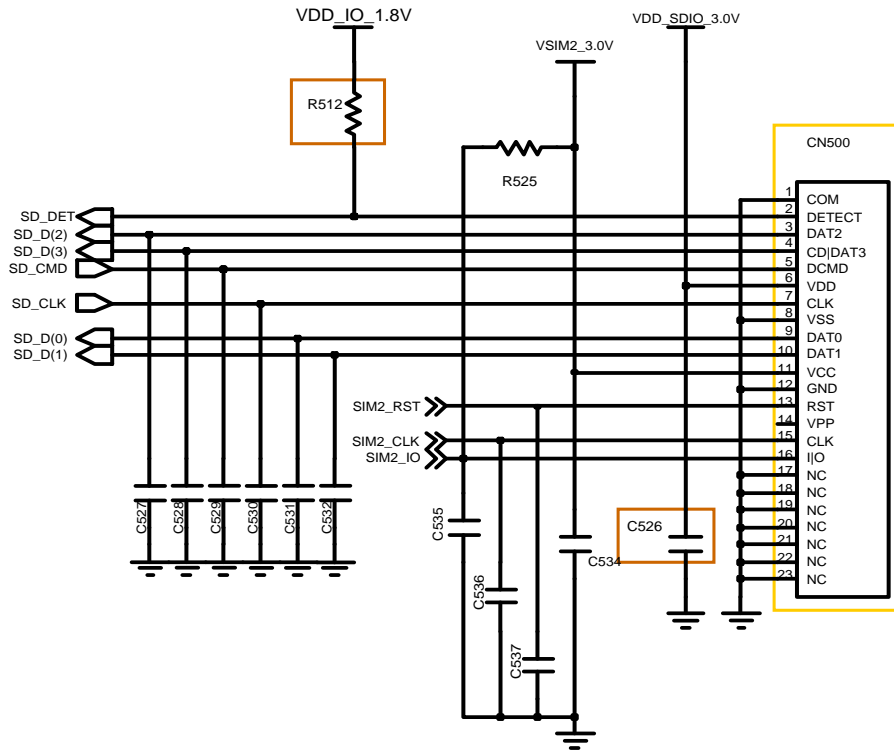 VDD_IO_1.8V
VDD_SDIO_3.0V
VSIM2_3.0V
R512
CN500
R525
SD_DET
SD_D(2)
SD_D(3)
SD_CMD
SD_CLK
SD_D(0)
SD_D(1)
1 COM
2 DETECT
3 DAT2
4 CD|DAT3
5 DCMD
6 VDD
7 CLK
8 VSS
9 DAT0
10 DAT1
11 VCC
12 GND
13 RST
14 VPP
15 CLK
16 I|O
17 NC
18 NC
19 NC
20 NC
21 NC
22 NC
23 NC
SIM2_RST
SIM2_CLK
SIM2_IO
C527
C528
C529
C530
C531
C532
C535
C526
C534
C536
C537